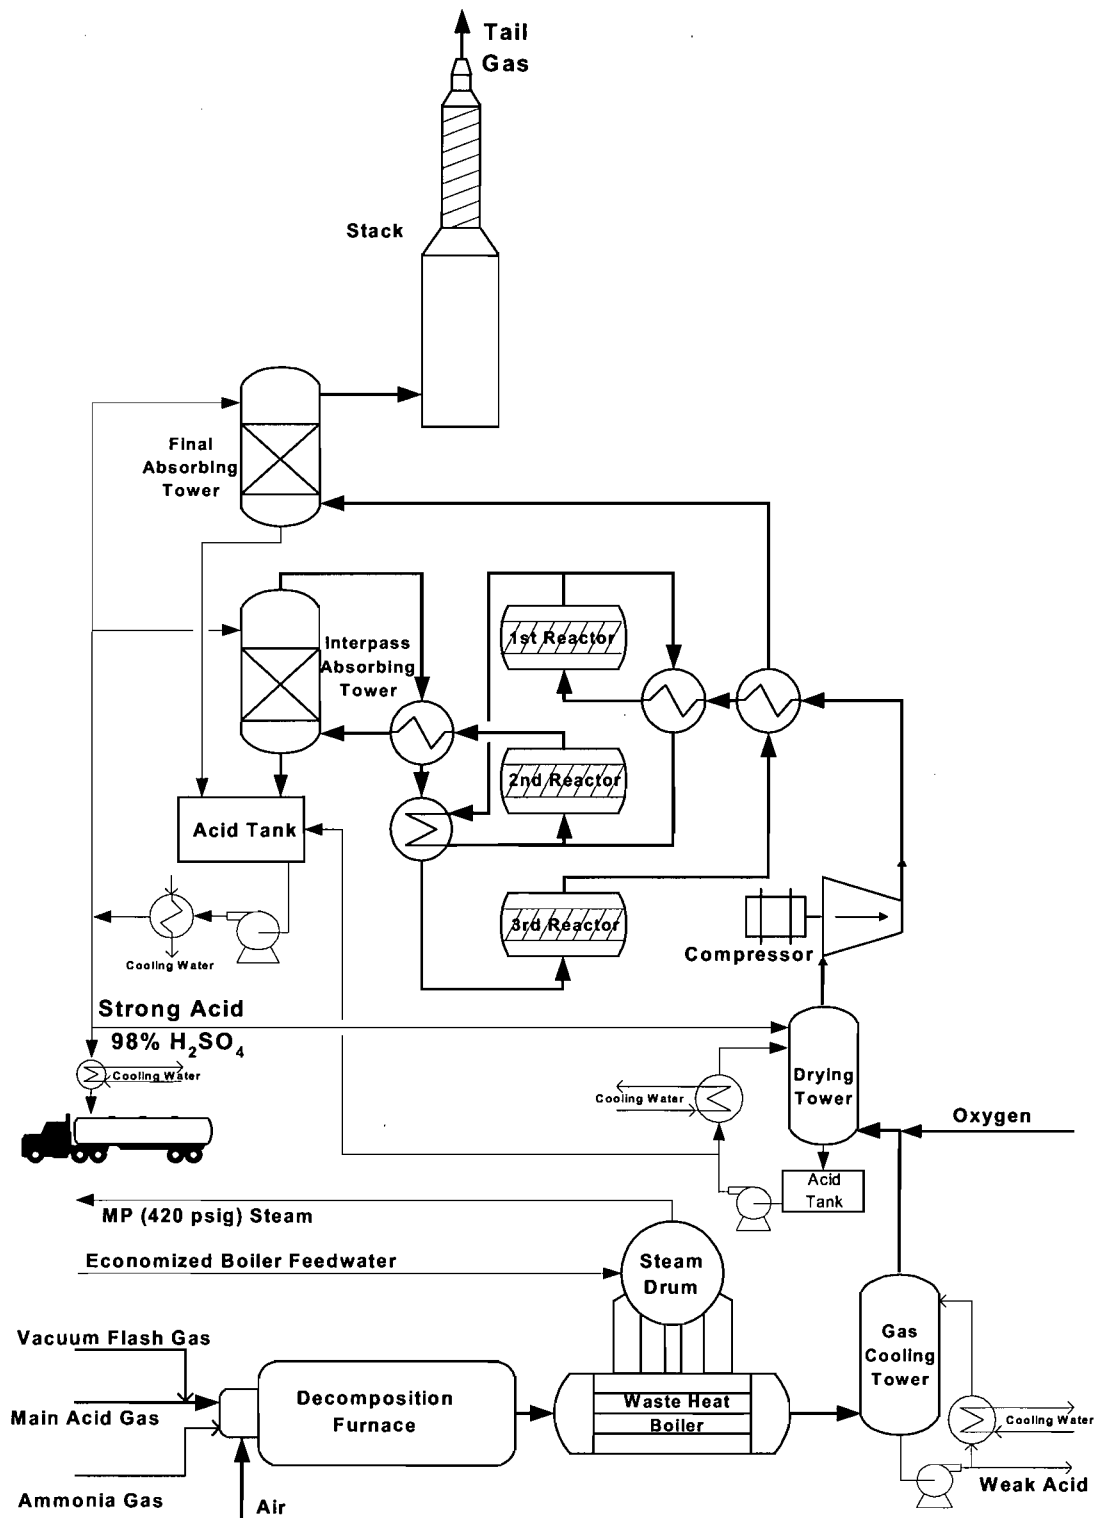 Tail
Gas
Stack
Final
Absorbing
Tower
Interpass
Absorbing
Tower
1st Reactor
2nd Reactor
3rd Reactor
Acid Tank
Cooling Water
Compressor
Strong Acid
98% H₂SO₄
Cooling Water
Cooling Water
Drying
Tower
Oxygen
Acid
Tank
MP (420 psig) Steam
Economized Boiler Feedwater
Steam
Drum
Vacuum Flash Gas
Main Acid Gas
Ammonia Gas
Air
Decomposition
Furnace
Waste Heat
Boiler
Gas
Cooling
Tower
Cooling Water
Weak Acid